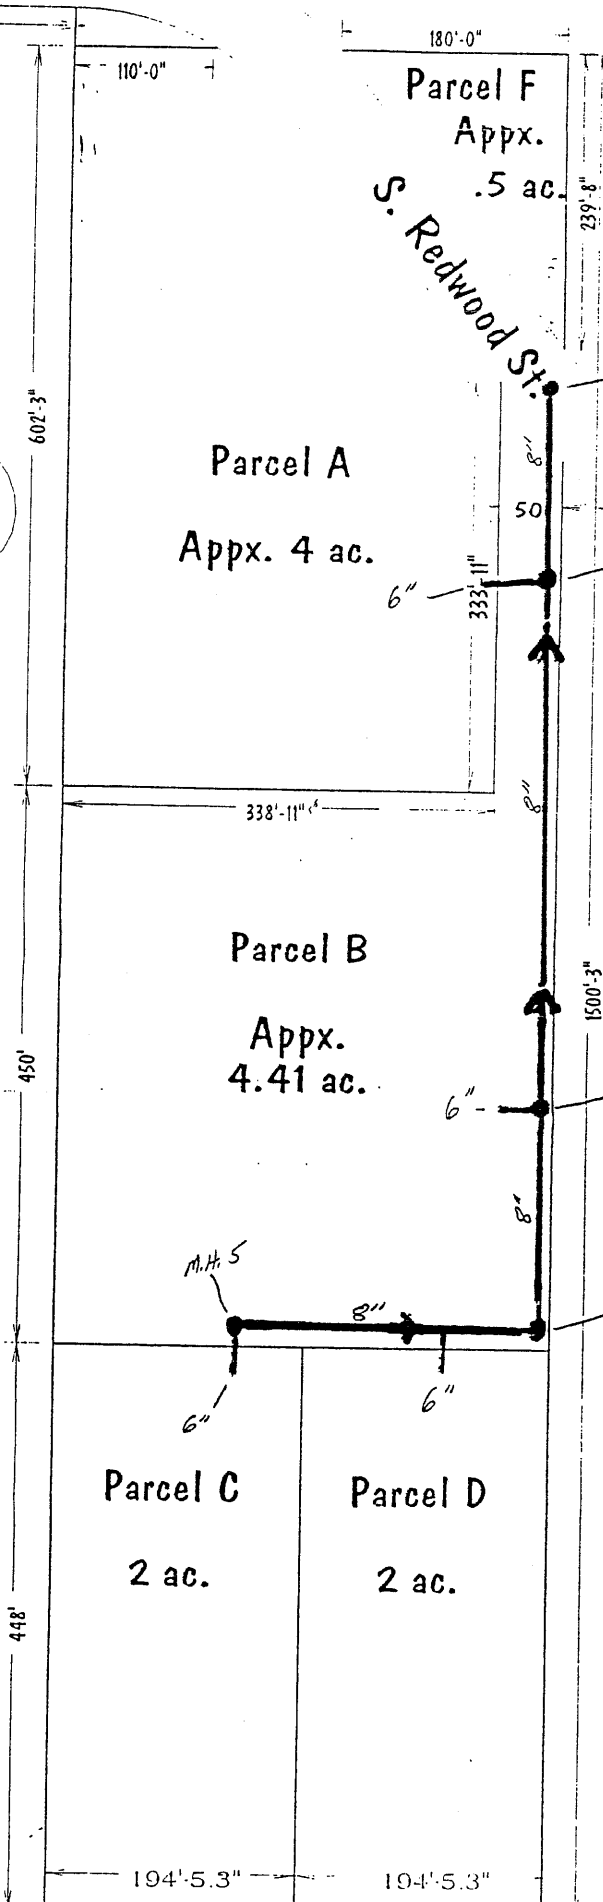 180'-0"
110'-0"
Parcel F
Appx.
.5 ac.
239'-8"
S. Redwood St.
602'-3"
8"
Parcel A
50
Appx. 4 ac.
333'-11"
6"
8"
338'-11"
Parcel B
1500'-3"
Appx.
450'
4.41 ac.
6"
8"
M.H. 5
8"
6"
6"
Parcel C
Parcel D
2 ac.
2 ac.
448'
194'-5.3"
194'-5.3"